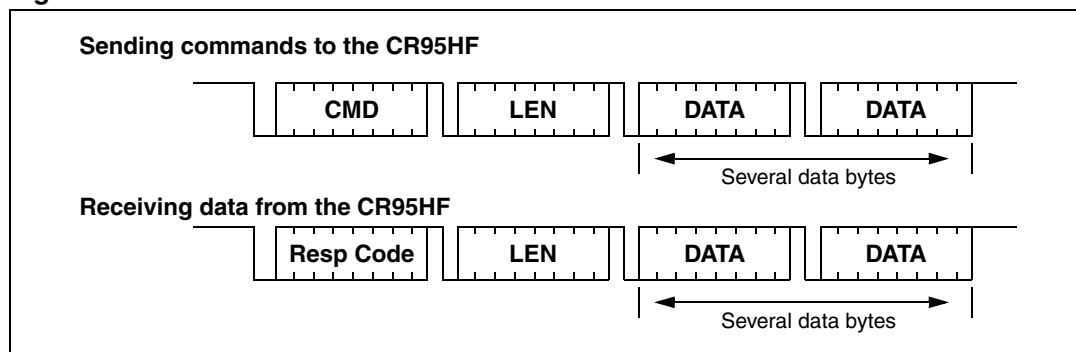 Sending commands to the CR95HF
CMD LEN DATA DATA
Several data bytes
Receiving data from the CR95HF
Resp Code LEN DATA DATA
Several data bytes